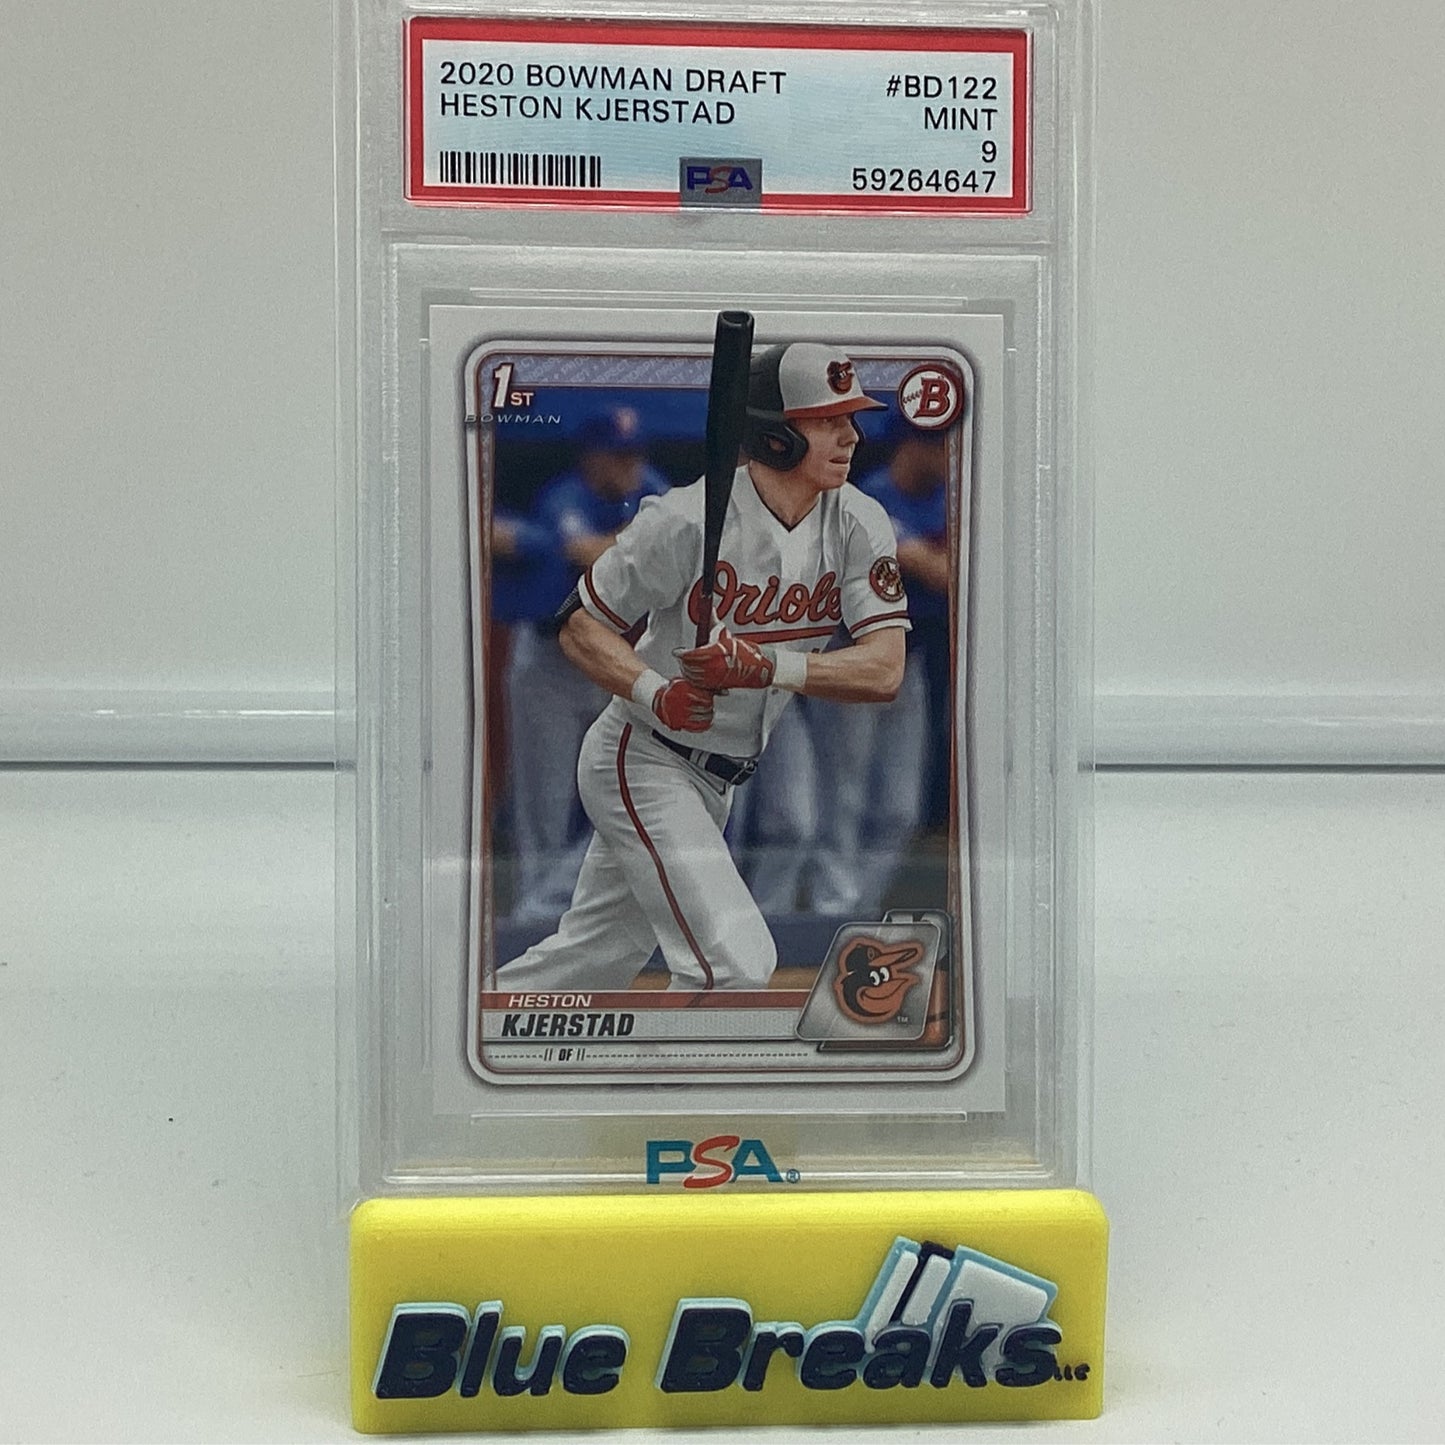 2020 BOWMAN DRAFT #BD122
HESTON KJERSTAD MINT
9
PSA 59264647
1ST
BOWMAN
B
Orioles
HESTON
KJERSTAD
OF
TM
PSA®
Blue Breaks LLC